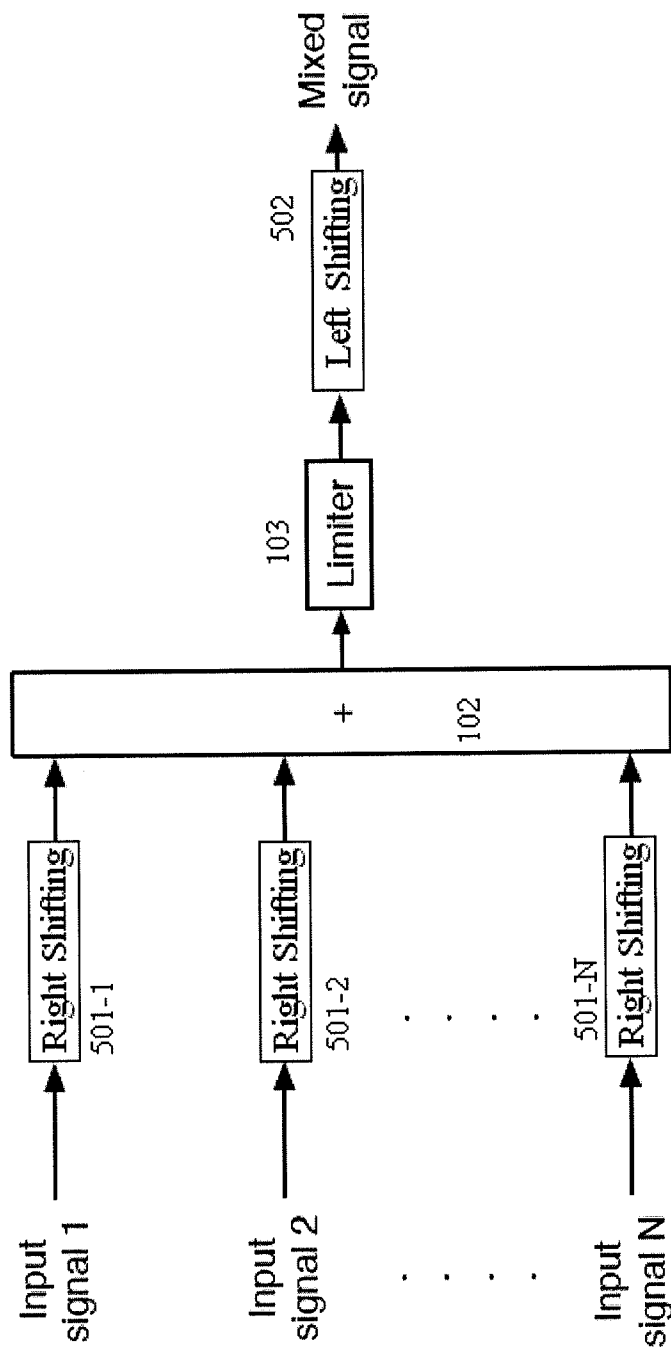 Input
signal 1
Right Shifting
501-1
Input
signal 2
Right Shifting
501-2
. . . .
. . . .
Input
signal N
501-N
Right Shifting
+
102
103
Limiter
502
Left Shifting
Mixed
signal